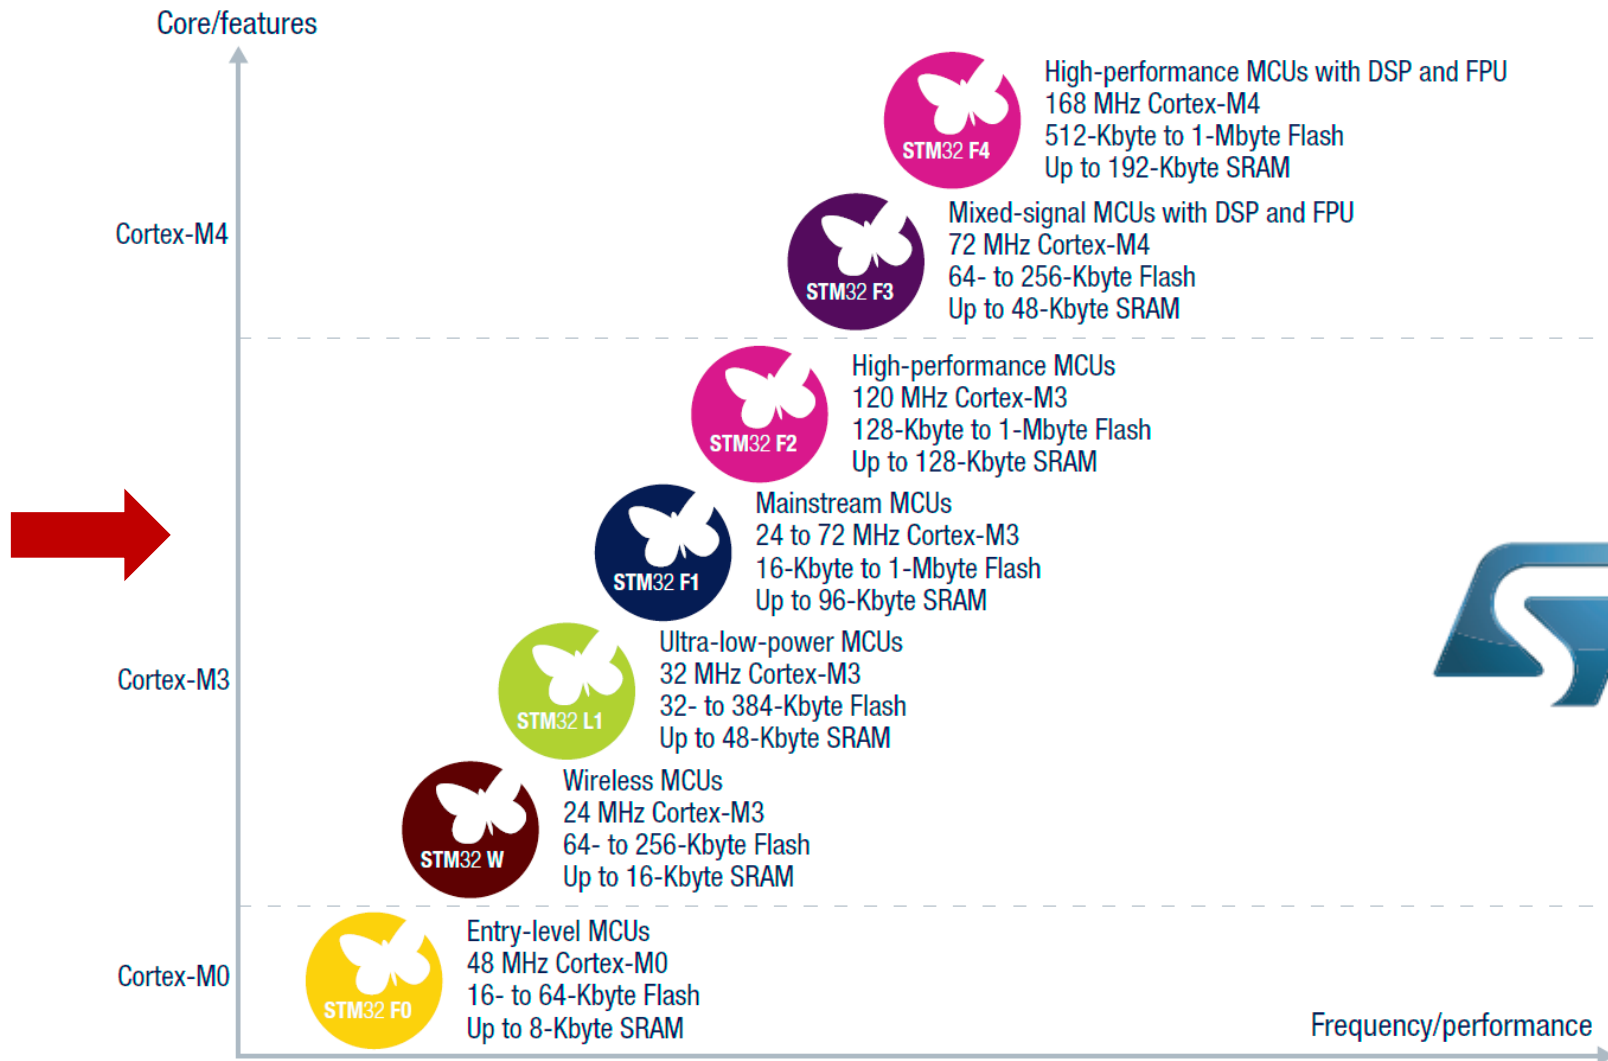 Core/features
High-performance MCUs with DSP and FPU
168 MHz Cortex-M4
512-Kbyte to 1-Mbyte Flash
Up to 192-Kbyte SRAM
STM32 F4
Cortex-M4
Mixed-signal MCUs with DSP and FPU
72 MHz Cortex-M4
64- to 256-Kbyte Flash
Up to 48-Kbyte SRAM
STM32 F3
High-performance MCUs
120 MHz Cortex-M3
128-Kbyte to 1-Mbyte Flash
Up to 128-Kbyte SRAM
STM32 F2
Mainstream MCUs
24 to 72 MHz Cortex-M3
16-Kbyte to 1-Mbyte Flash
Up to 96-Kbyte SRAM
STM32 F1
Cortex-M3
Ultra-low-power MCUs
32 MHz Cortex-M3
32- to 384-Kbyte Flash
Up to 48-Kbyte SRAM
STM32 L1
Wireless MCUs
24 MHz Cortex-M3
64- to 256-Kbyte Flash
Up to 16-Kbyte SRAM
STM32 W
Cortex-M0
Entry-level MCUs
48 MHz Cortex-M0
16- to 64-Kbyte Flash
Up to 8-Kbyte SRAM
STM32 F0
Frequency/performance